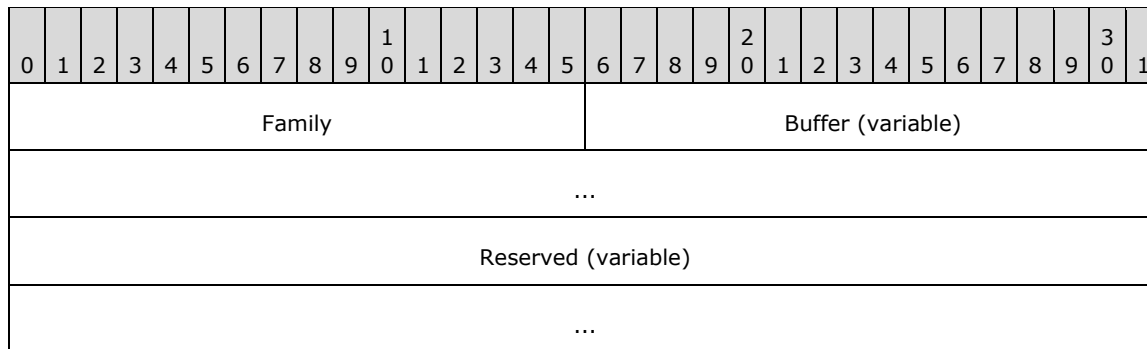 1 2 3
0 1 2 3 4 5 6 7 8 9 0 1 2 3 4 5 6 7 8 9 0 1 2 3 4 5 6 7 8 9 0 1
Family Buffer (variable)
...
Reserved (variable)
...